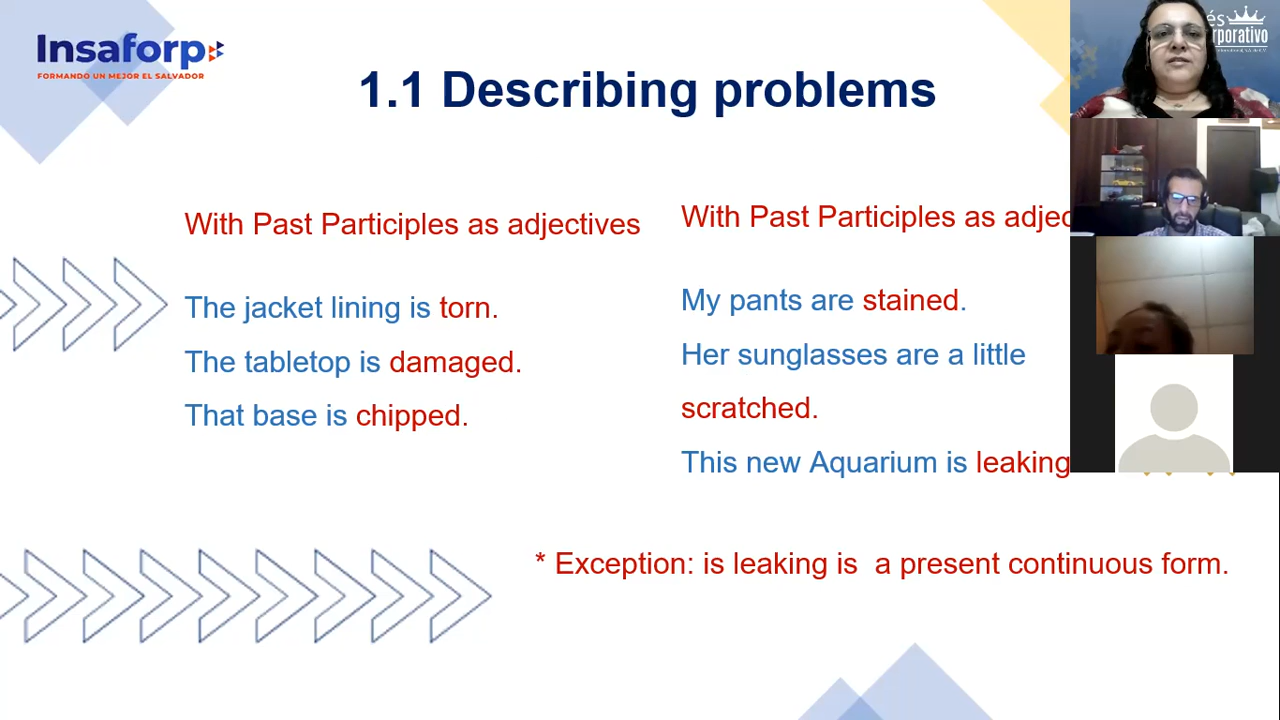 Insaforp
FORMANDO UN MEJOR EL SALVADOR
1.1 Describing problems
With Past Participles as adjectives
The jacket lining is torn.
The tabletop is damaged.
That base is chipped.
With Past Participles as
My pants are stained.
Her sunglasses are a little
scratched.
This new Aquarium is leaking
* Exception: is leaking is a present continuous form.